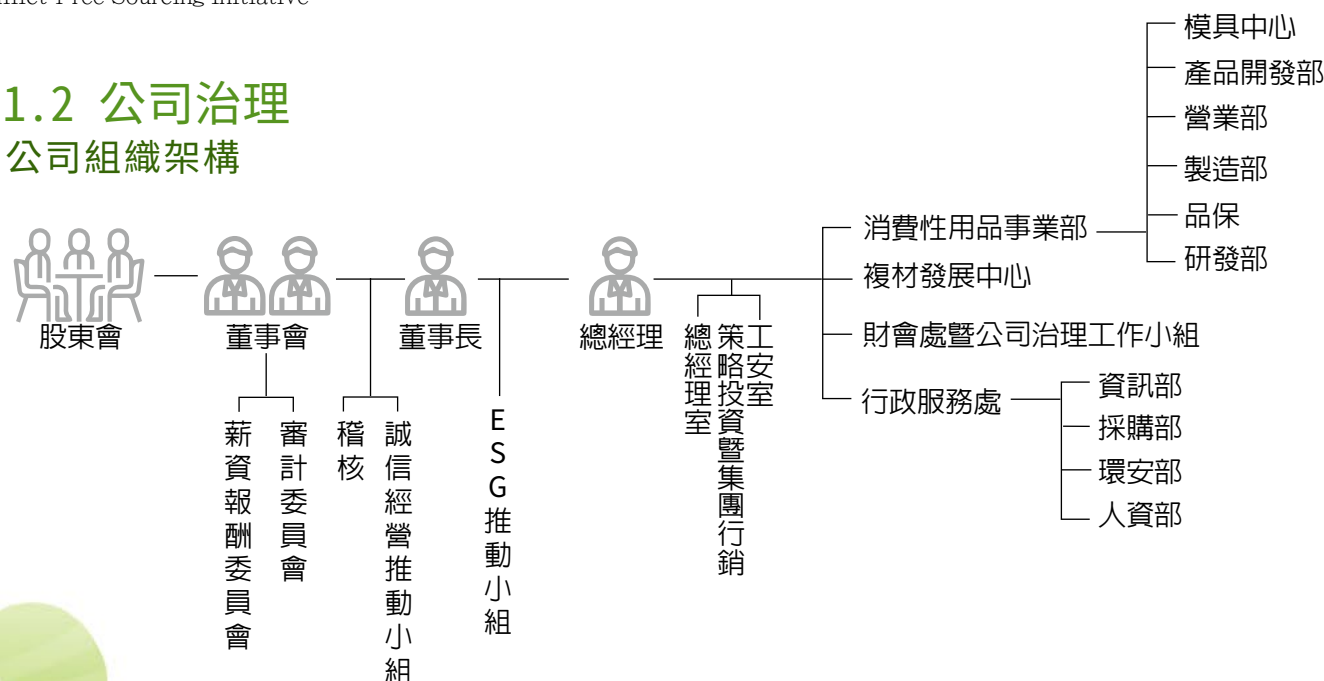 nflict-Free Sourcing Initiative
1.2 公司治理
公司組織架構
股東會
董事會
薪資報酬委員會
審計委員會
稽核
誠信經營推動小組
董事長
ESG推動小組
總經理
總經理室
策略投資暨集團行銷
工安室
消費性用品事業部
複材發展中心
財會處暨公司治理工作小組
行政服務處
模具中心
產品開發部
營業部
製造部
品保
研發部
資訊部
採購部
環安部
人資部